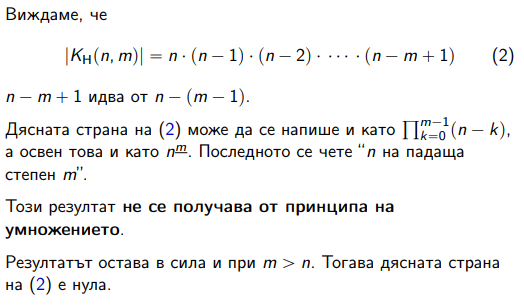 Виждаме, че
|K_Н(n, m)| = n · (n − 1) · (n − 2) · ⋯ · (n − m + 1) (2)
n − m + 1 идва от n − (m − 1).
Дясната страна на (2) може да се напише и като ∏_{k=0}^{m−1}(n − k),
а освен това и като n^{\underline{m}}. Последното се чете “n на падаща
степен m”.
Този резултат не се получава от принципа на
умножението.
Резултатът остава в сила и при m > n. Тогава дясната страна
на (2) е нула.